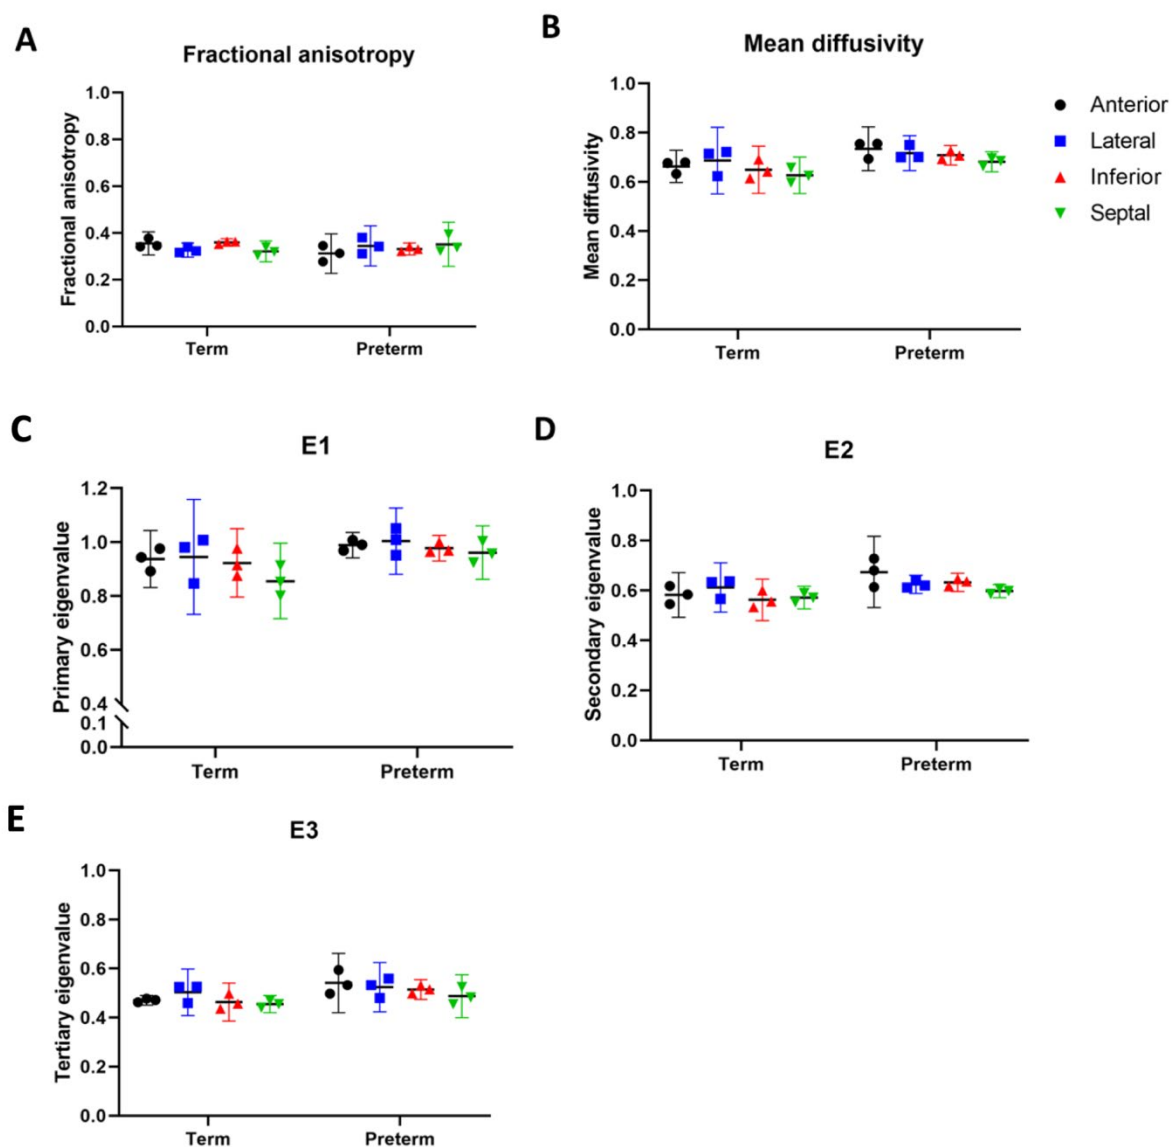 A
Fractional anisotropy
Fractional anisotropy
1.0
0.8
0.6
0.4
0.2
0.0
Term
Preterm
B
Mean diffusivity
Mean diffusivity
1.0
0.8
0.6
0.4
0.2
0.0
Term
Preterm
Anterior
Lateral
Inferior
Septal
C
E1
Primary eigenvalue
1.2
1.0
0.8
0.6
0.4
0.1
0.0
Term
Preterm
D
E2
Secondary eigenvalue
1.0
0.8
0.6
0.4
0.2
0.0
Term
Preterm
E
E3
Tertiary eigenvalue
1.0
0.8
0.6
0.4
0.2
0.0
Term
Preterm